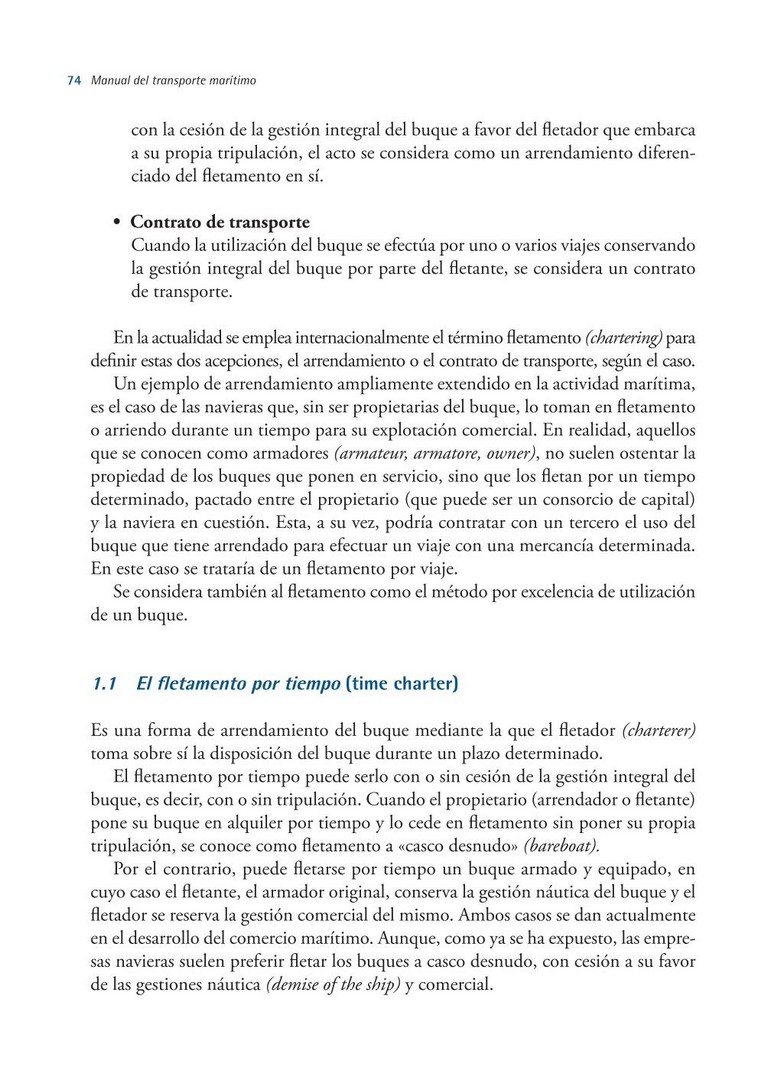 74 Manual del transporte marítimo
con la cesión de la gestión integral del buque a favor del fletador que embarca
a su propia tripulación, el acto se considera como un arrendamiento diferen-
ciado del fletamento en sí.
• Contrato de transporte
Cuando la utilización del buque se efectúa por uno o varios viajes conservando
la gestión integral del buque por parte del fletante, se considera un contrato
de transporte.
En la actualidad se emplea internacionalmente el término fletamento (chartering) para
definir estas dos acepciones, el arrendamiento o el contrato de transporte, según el caso.
Un ejemplo de arrendamiento ampliamente extendido en la actividad marítima,
es el caso de las navieras que, sin ser propietarias del buque, lo toman en fletamento
o arriendo durante un tiempo para su explotación comercial. En realidad, aquellos
que se conocen como armadores (armateur, armatore, owner), no suelen ostentar la
propiedad de los buques que ponen en servicio, sino que los fletan por un tiempo
determinado, pactado entre el propietario (que puede ser un consorcio de capital)
y la naviera en cuestión. Esta, a su vez, podría contratar con un tercero el uso del
buque que tiene arrendado para efectuar un viaje con una mercancía determinada.
En este caso se trataría de un fletamento por viaje.
Se considera también al fletamento como el método por excelencia de utilización
de un buque.
1.1 El fletamento por tiempo (time charter)
Es una forma de arrendamiento del buque mediante la que el fletador (charterer)
toma sobre sí la disposición del buque durante un plazo determinado.
El fletamento por tiempo puede serlo con o sin cesión de la gestión integral del
buque, es decir, con o sin tripulación. Cuando el propietario (arrendador o fletante)
pone su buque en alquiler por tiempo y lo cede en fletamento sin poner su propia
tripulación, se conoce como fletamento a «casco desnudo» (bareboat).
Por el contrario, puede fletarse por tiempo un buque armado y equipado, en
cuyo caso el fletante, el armador original, conserva la gestión náutica del buque y el
fletador se reserva la gestión comercial del mismo. Ambos casos se dan actualmente
en el desarrollo del comercio marítimo. Aunque, como ya se ha expuesto, las empre-
sas navieras suelen preferir fletar los buques a casco desnudo, con cesión a su favor
de las gestiones náutica (demise of the ship) y comercial.